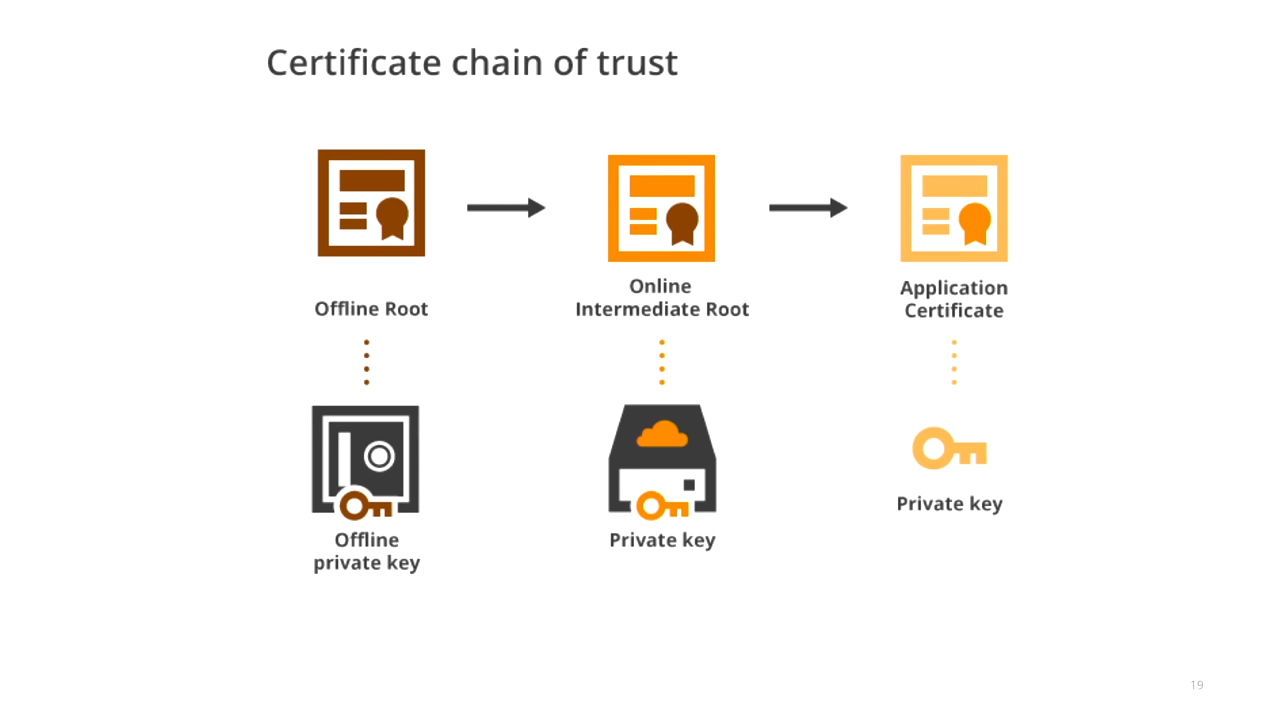 Certificate chain of trust
Offline Root
Online
Intermediate Root
Application
Certificate
Offline
private key
Private key
Private key
19